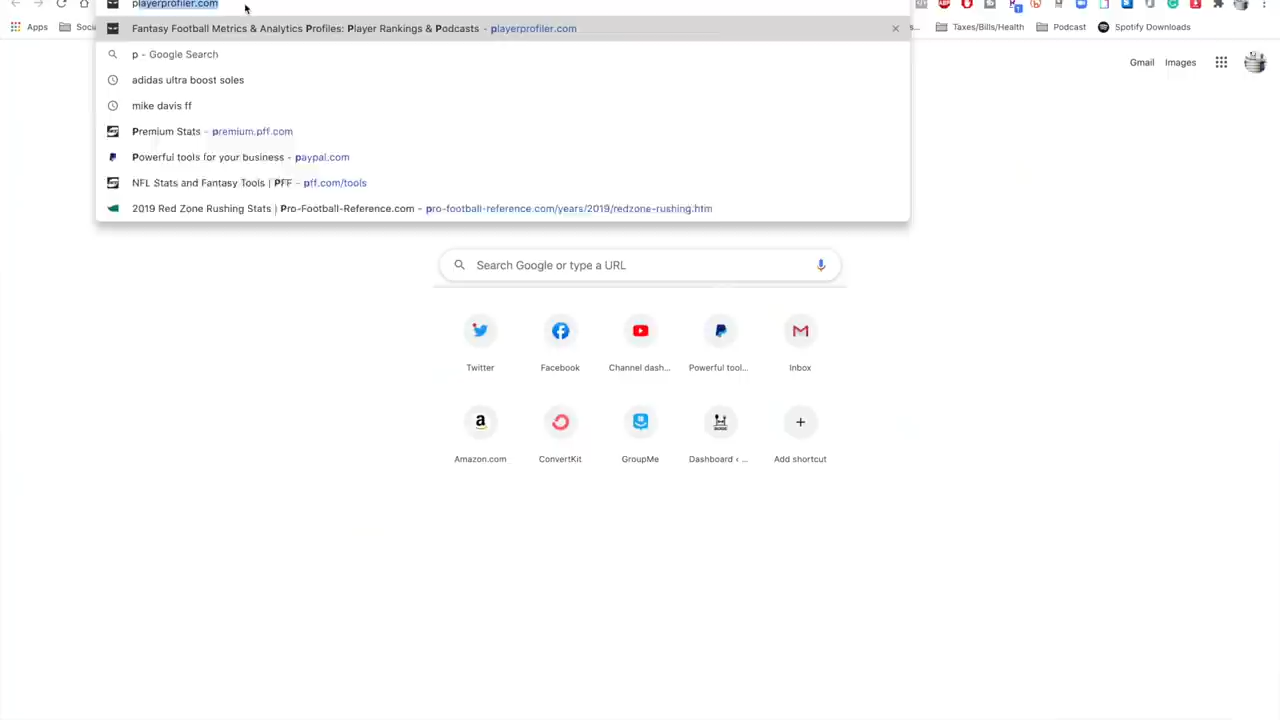 playerprofiler.com
Fantasy Football Metrics & Analytics Profiles: Player Rankings & Podcasts - playerprofiler.com
Apps
p - Google Search
Taxes/Bills/Health
Podcast
Spotify Downloads
adidas ultra boost soles
Gmail
Images
mike davis ff
Premium Stats - premium.pff.com
Powerful tools for your business - paypal.com
NFL Stats and Fantasy Tools | PFF - pff.com/tools
2019 Red Zone Rushing Stats | Pro-Football-Reference.com - pro-football-reference.com/years/2019/redzone-rushing.htm
Search Google or type a URL
Twitter
Facebook
Channel dash...
Powerful tool...
Inbox
Amazon.com
ConvertKit
GroupMe
Dashboard ‹ ...
Add shortcut